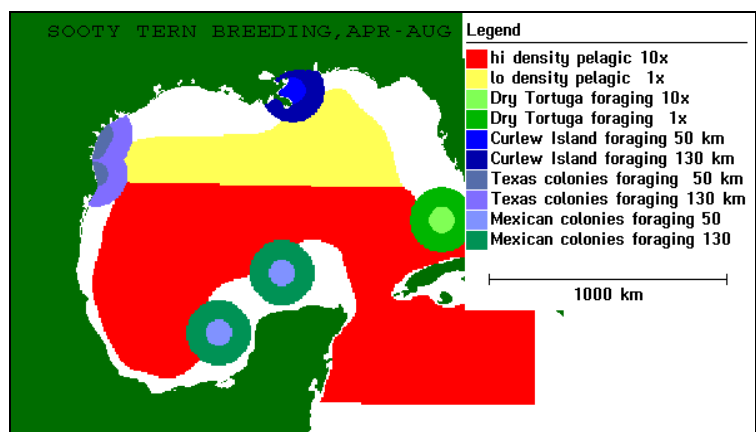 SOOTY TERN BREEDING,APR-AUG
Legend
hi density pelagic 10x
lo density pelagic 1x
Dry Tortuga foraging 10x
Dry Tortuga foraging 1x
Curlew Island foraging 50 km
Curlew Island foraging 130 km
Texas colonies foraging 50 km
Texas colonies foraging 130 km
Mexican colonies foraging 50
Mexican colonies foraging 130
1000 km